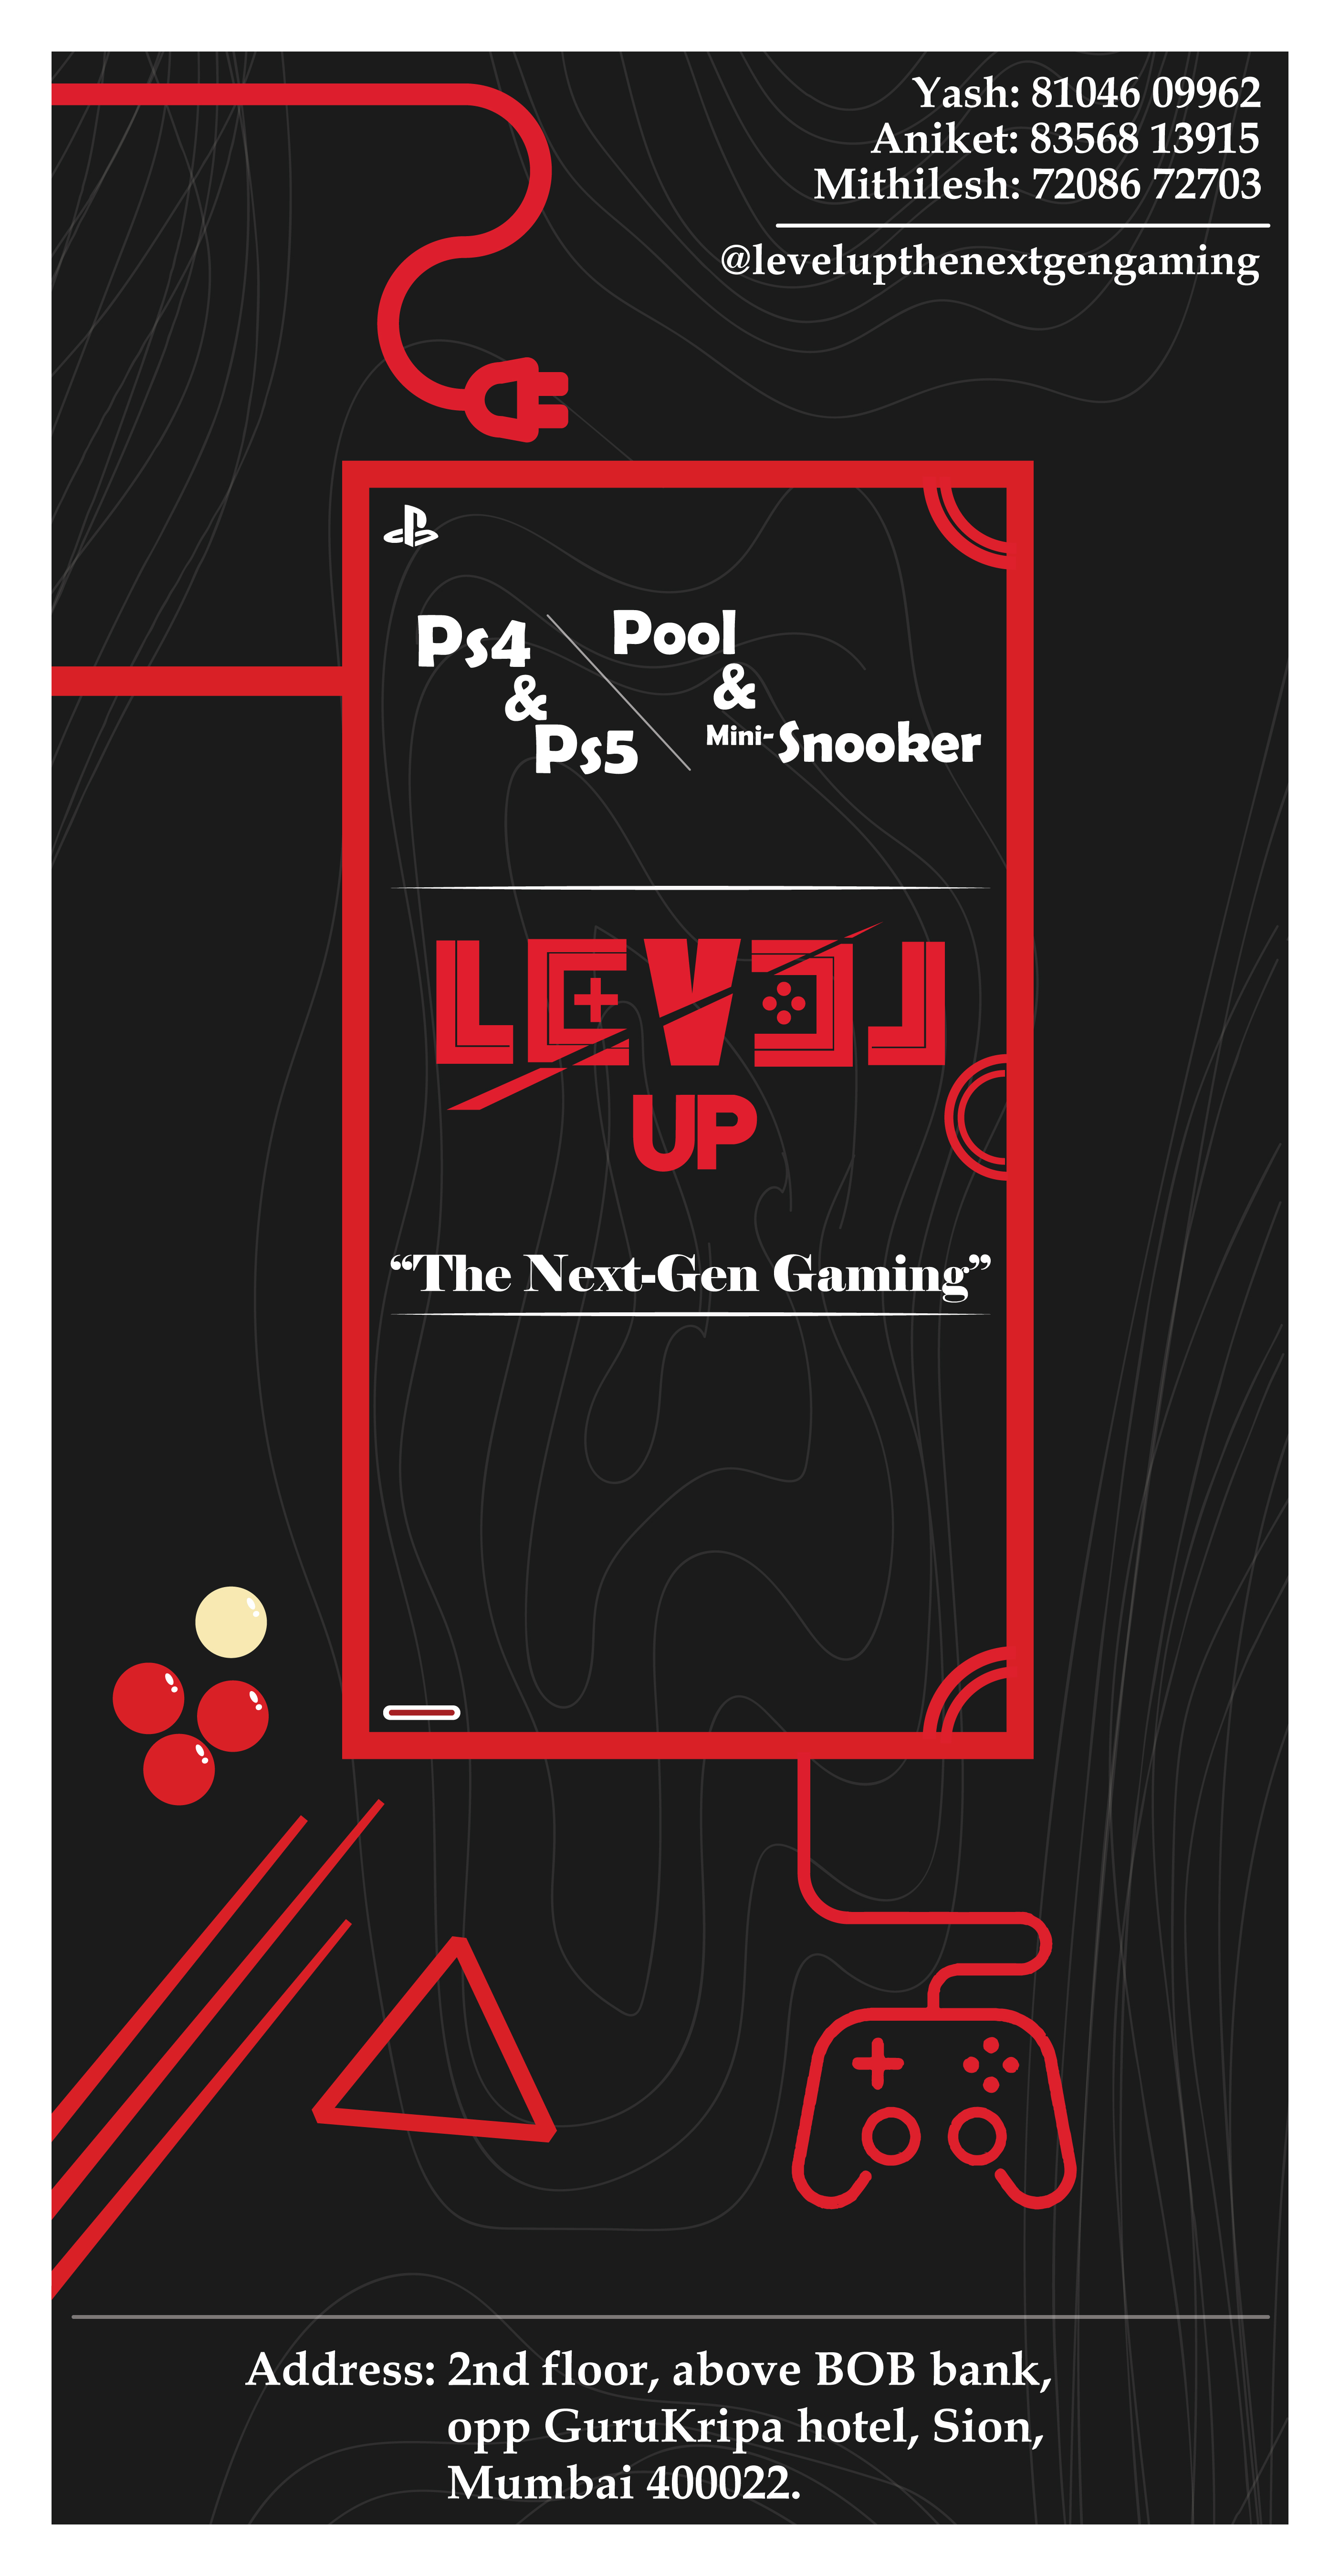 Yash: 81046 09962
Aniket: 83568 13915
Mithilesh: 72086 72703
@levelupthenextgengaming
Ps4
&
Ps5
Pool
&
Mini-Snooker
LEVEL
UP
“The Next-Gen Gaming”
Address: 2nd floor, above BOB bank,
opp GuruKripa hotel, Sion,
Mumbai 400022.